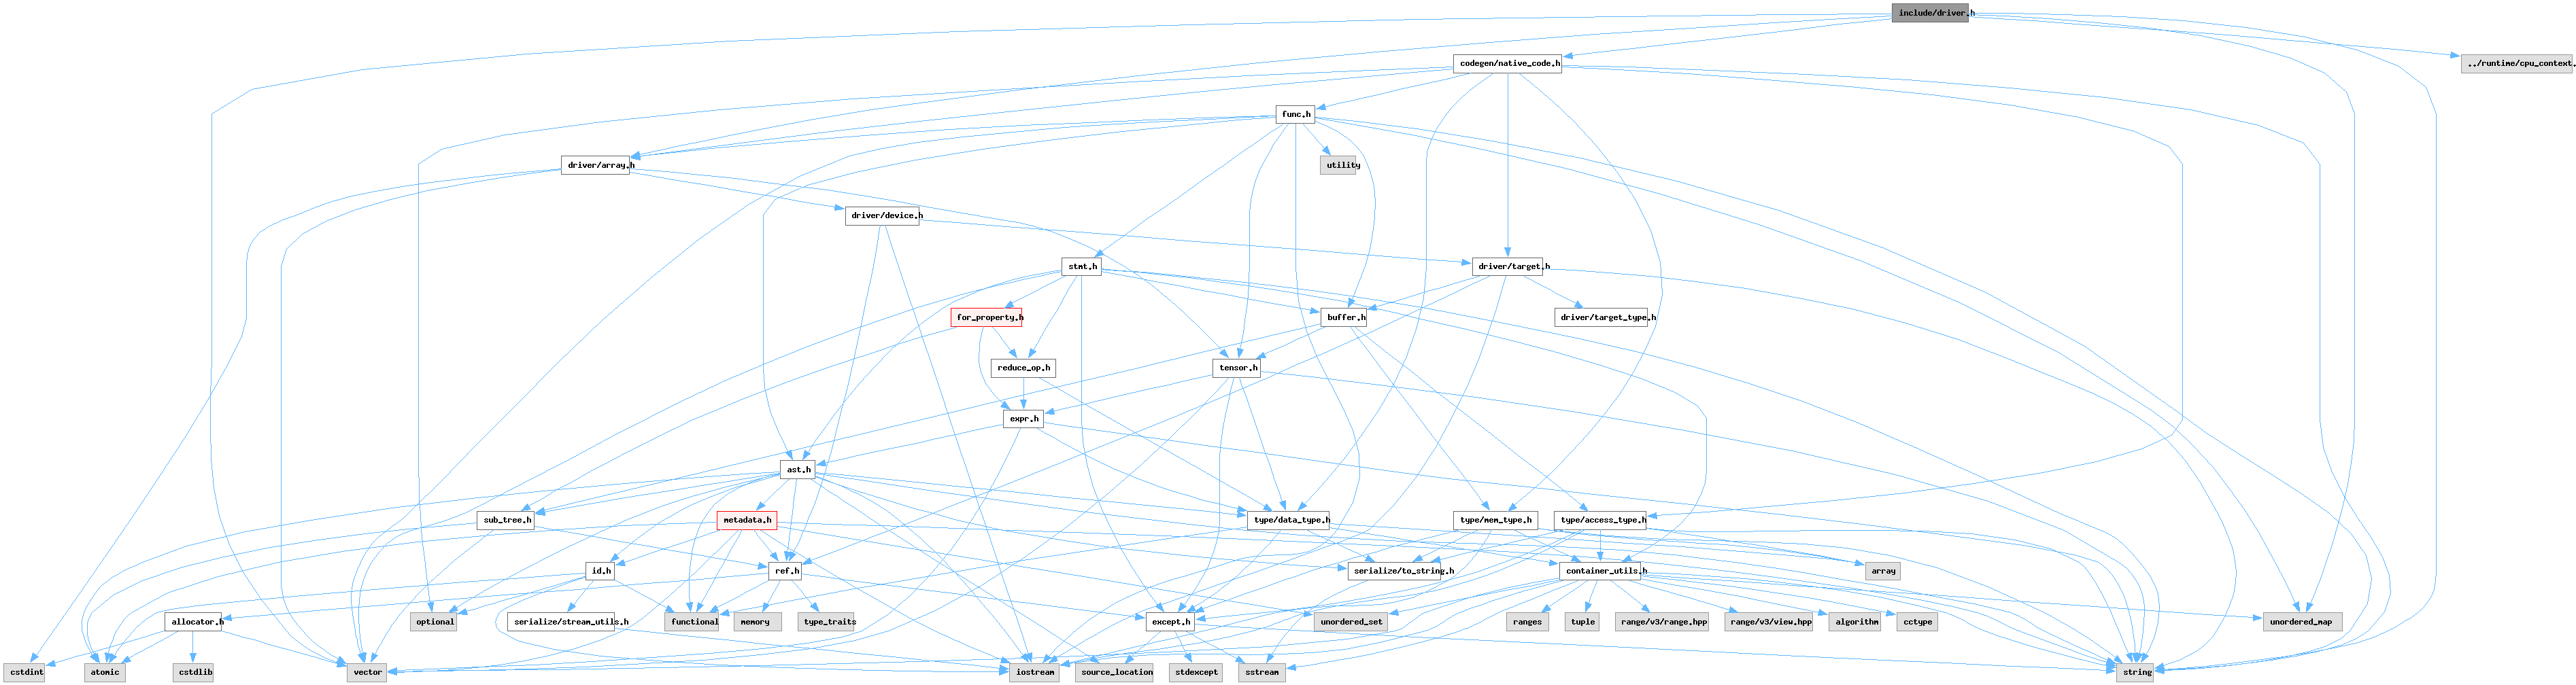 include/driver.h
codegen/native_code.h
../runtime/cpu_context.
func.h
driver/array.h
utility
driver/device.h
stmt.h
driver/target.h
for_property.h
buffer.h
driver/target_type.h
reduce_op.h
tensor.h
expr.h
ast.h
sub_tree.h
metadata.h
type/data_type.h
type/mem_type.h
type/access_type.h
id.h
ref.h
serialize/to_string.h
container_utils.h
array
allocator.h
optional
serialize/stream_utils.h
functional
memory
type_traits
except.h
unordered_set
ranges
tuple
range/v3/range.hpp
range/v3/view.hpp
algorithm
cctype
unordered_map
cstdint
atomic
cstdlib
vector
iostream
source_location
stdexcept
sstream
string